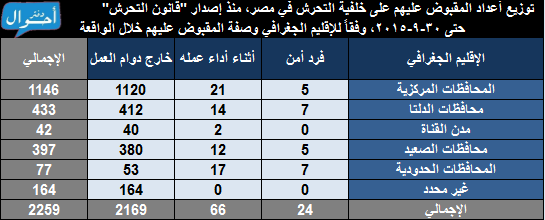 أحتروال
توزيع أعداد المقبوض عليهم على خلفية التحرش في مصر، منذ إصدار "قانون التحرش"
حتى ٣٠-٩-٢٠١٥، وفقاً للإقليم الجغرافي وصفة المقبوض عليهم خلال الواقعة
الإقليم الجغرافي فرد أمن أثناء أداء عمله خارج دوام العمل الإجمالي
المحافظات المركزية 5 21 1120 1146
محافظات الدلتا 7 14 412 433
مدن القناة 0 2 40 42
محافظات الصعيد 5 12 380 397
المحافظات الحدودية 7 17 53 77
غير محدد 0 0 164 164
الإجمالي 24 66 2169 2259